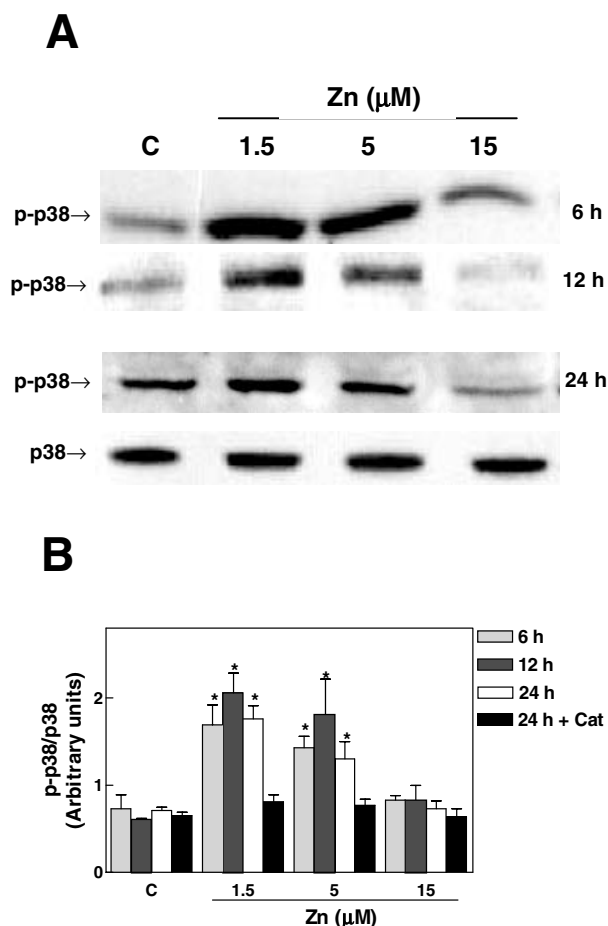 A
Zn (μM)
C 1.5 5 15
p-p38→ 6 h
p-p38→ 12 h
p-p38→ 24 h
p38→
B
p-p38/p38
(Arbitrary units)
2
1
0
* * *
* * *
6 h
12 h
24 h
24 h + Cat
C 1.5 5 15
Zn (μM)